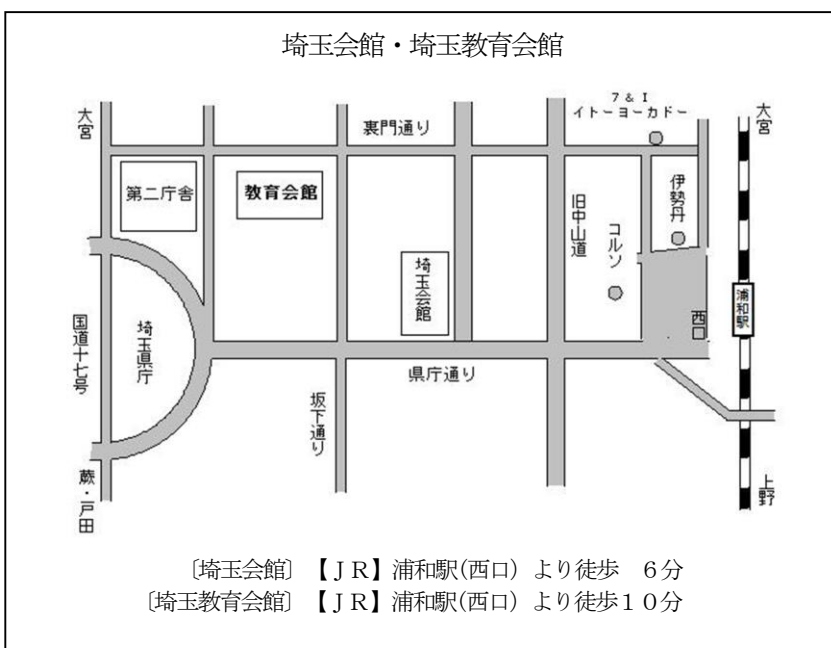 埼玉会館・埼玉教育会館
7 & I
イトーヨーカドー
大宮
大宮
裏門通り
第二庁舎
教育会館
伊勢丹
旧中山道
コルソ
埼玉会館
浦和駅
西口
国道十七号
埼玉県庁
県庁通り
坂下通り
蕨・戸田
上野
〔埼玉会館〕【ＪＲ】浦和駅(西口）より徒歩　６分
〔埼玉教育会館〕【ＪＲ】浦和駅(西口）より徒歩１０分